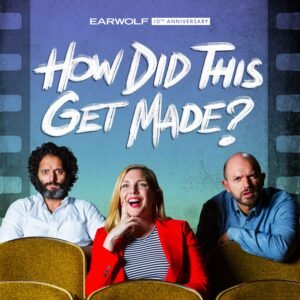 EARWOLF 10TH ANNIVERSARY
HOW DID THIS
GET MADE?